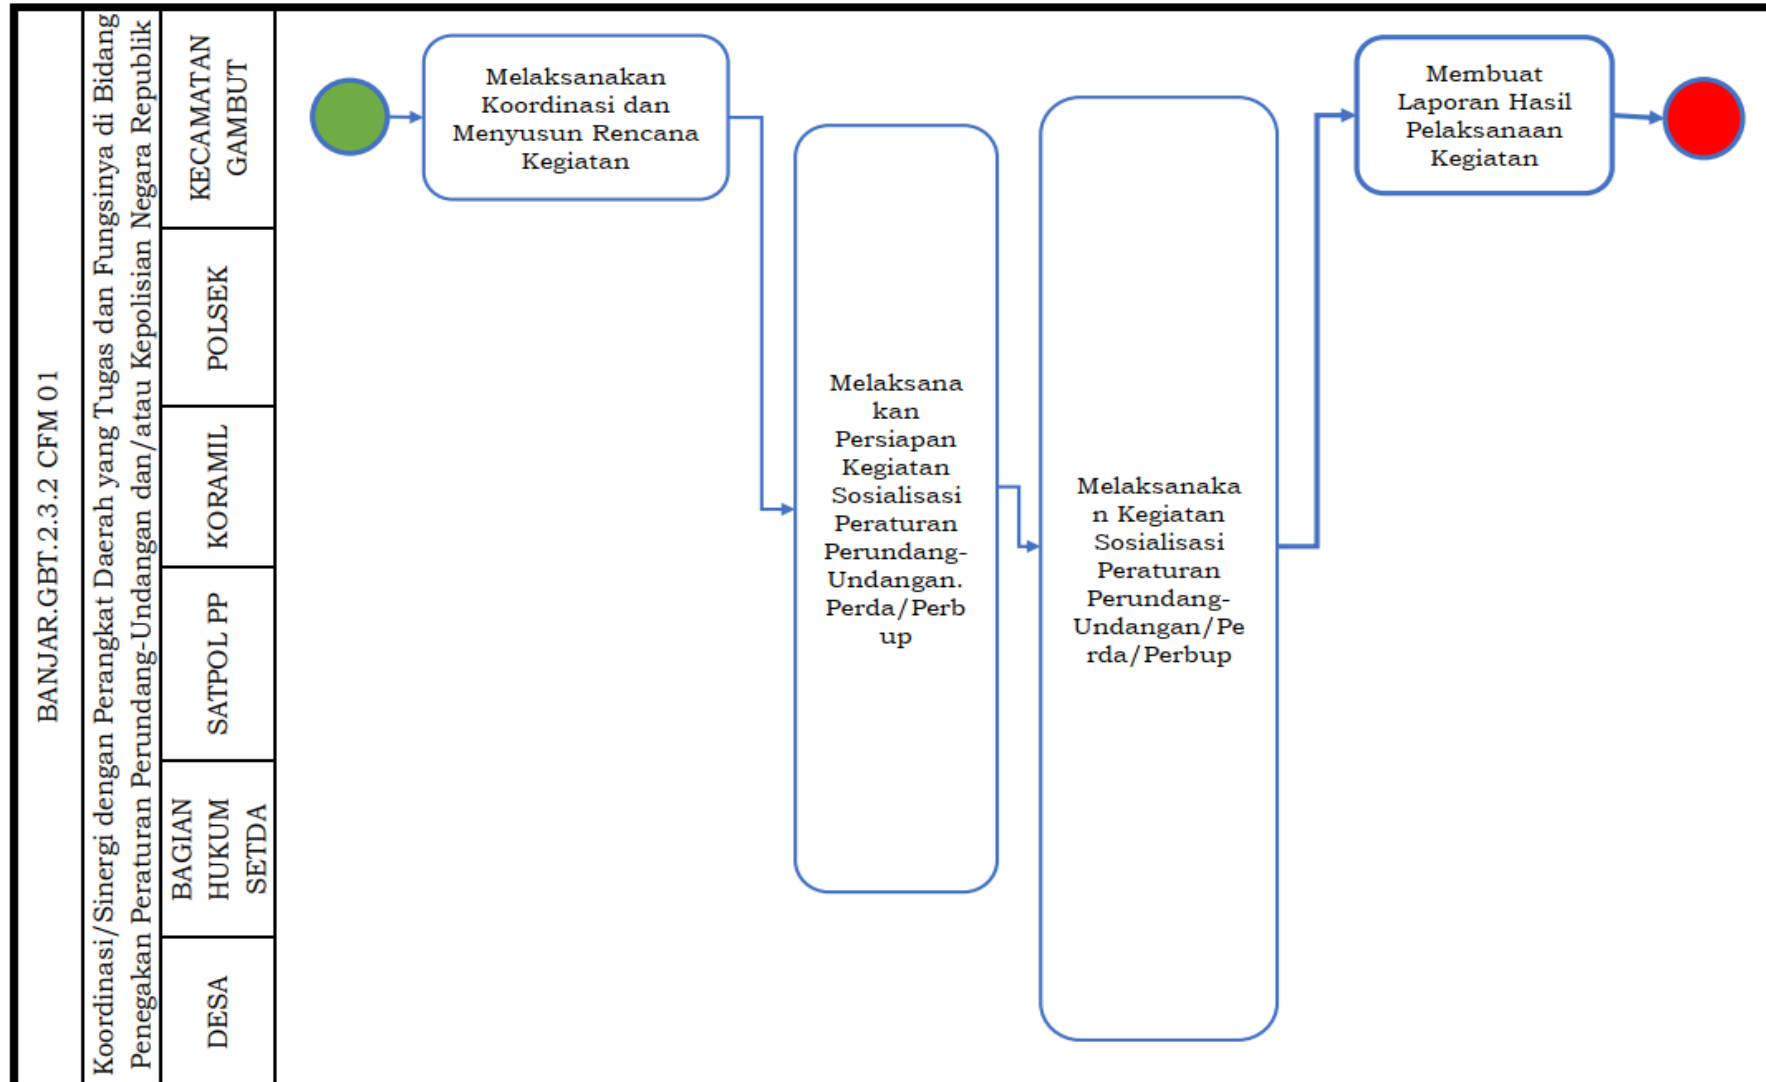 BANJAR.GBT.2.3.2 CFM 01
Koordinasi/Sinergi dengan Perangkat Daerah yang Tugas dan Fungsinya di Bidang
Penegakan Peraturan Perundang-Undangan dan/atau Kepolisian Negara Republik
KECAMATAN
GAMBUT
POLSEK
KORAMIL
SATPOL PP
BAGIAN
HUKUM
SETDA
DESA
Melaksanakan
Koordinasi dan
Menyusun Rencana
Kegiatan
Melaksana
kan
Persiapan
Kegiatan
Sosialisasi
Peraturan
Perundang-
Undangan.
Perda/Perb
up
Melaksanaka
n Kegiatan
Sosialisasi
Peraturan
Perundang-
Undangan/Pe
rda/Perbup
Membuat
Laporan Hasil
Pelaksanaan
Kegiatan